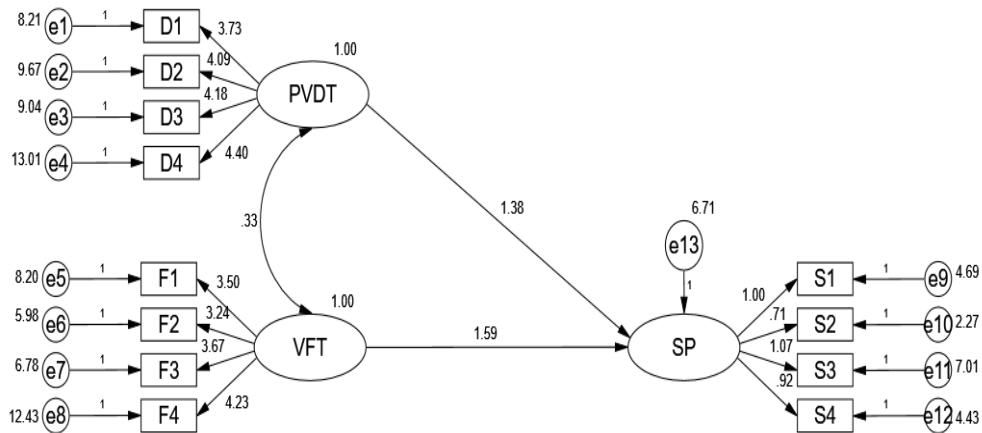 8.21 e1 1 D1 3.73
1.00
9.67 e2 1 D2 4.09
PVDT
9.04 e3 1 D3 4.18
13.01 e4 1 D4 4.40
.33
1.38
6.71
e13
1
8.20 e5 1 F1 3.50
1.00
5.98 e6 1 F2 3.24
VFT
1.59
6.78 e7 1 F3 3.67
12.43 e8 1 F4 4.23
SP
1.00 S1 1 e9 4.69
.71 S2 1 e10 2.27
1.07 S3 1 e11 7.01
.92 S4 1 e12 4.43